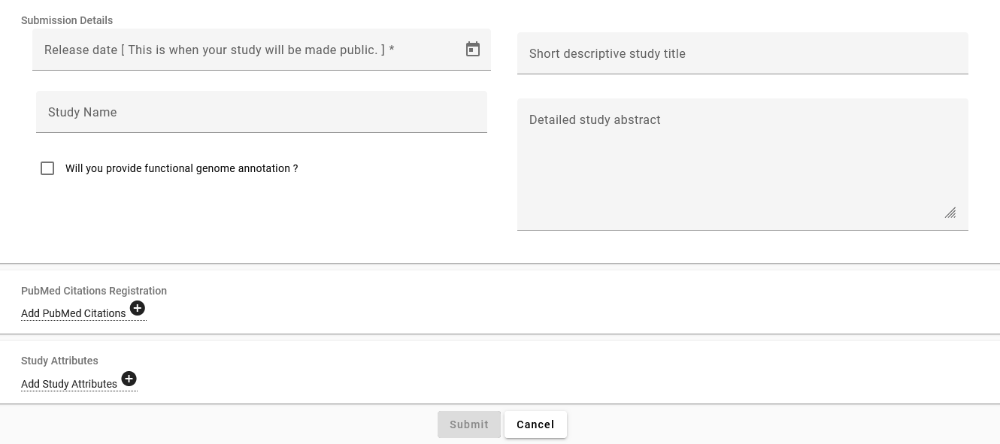 Submission Details
Release date [ This is when your study will be made public. ] *
Short descriptive study title
Study Name
Detailed study abstract
Will you provide functional genome annotation ?
PubMed Citations Registration
Add PubMed Citations
Study Attributes
Add Study Attributes
Submit
Cancel